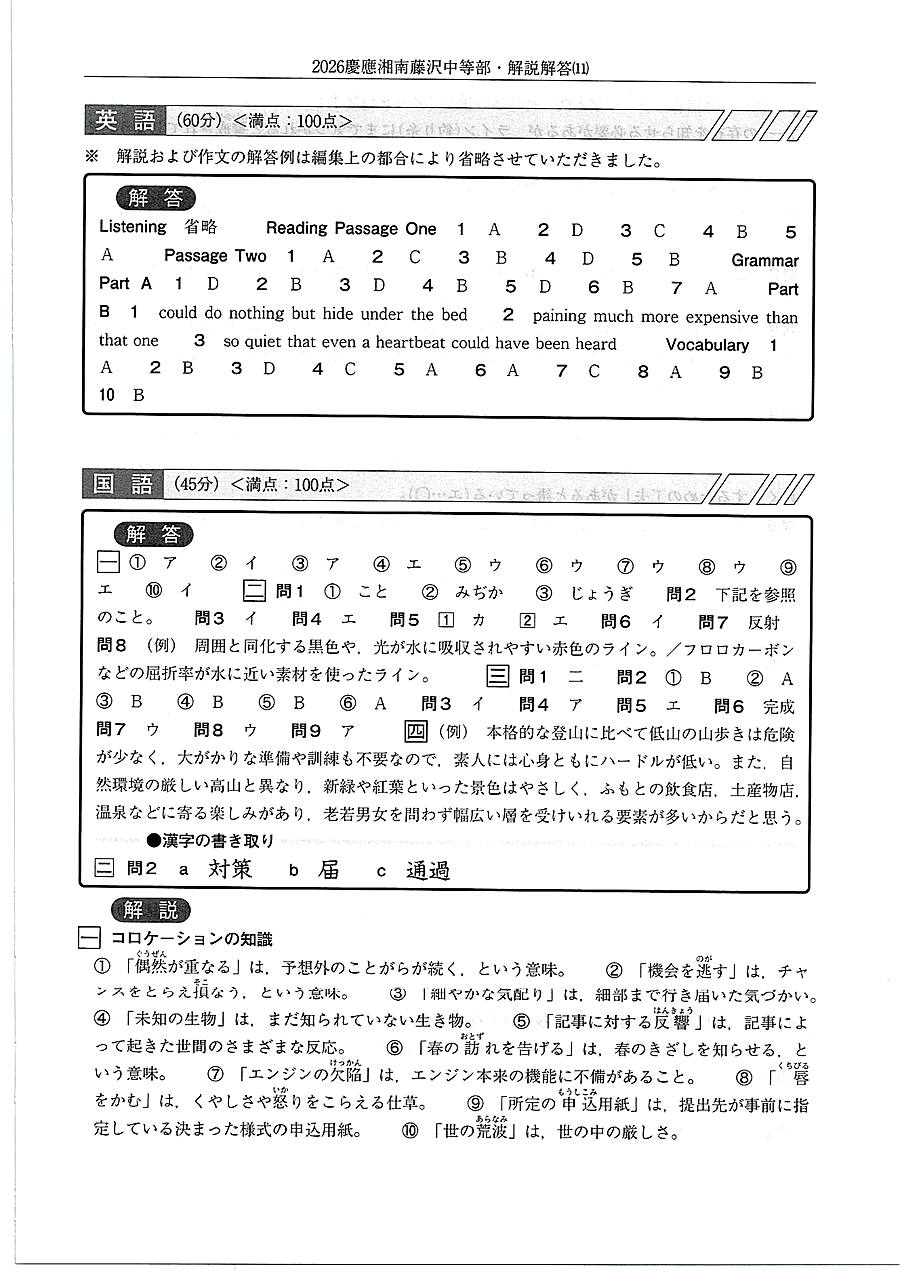 2026慶應湘南藤沢中等部・解説解答⑾
英 語 (60分) ＜満点：100点＞
※ 解説および作文の解答例は編集上の都合により省略させていただきました。
解 答
Listening 省略 Reading Passage One 1 A 2 D 3 C 4 B 5
A Passage Two 1 A 2 C 3 B 4 D 5 B Grammar
Part A 1 D 2 B 3 D 4 B 5 D 6 B 7 A Part
B 1 could do nothing but hide under the bed 2 paining much more expensive than
that one 3 so quiet that even a heartbeat could have been heard Vocabulary 1
A 2 B 3 D 4 C 5 A 6 A 7 C 8 A 9 B
10 B
国 語 (45分) ＜満点：100点＞
解 答
一 ① ア ② イ ③ ア ④ エ ⑤ ウ ⑥ ウ ⑦ ウ ⑧ ウ ⑨
エ ⑩ イ 二 問1 ① こと ② みぢか ③ じょうぎ 問2 下記を参照
のこと。 問3 イ 問4 エ 問5 1 カ 2 エ 問6 イ 問7 反射
問8 (例) 周囲と同化する黒色や，光が水に吸収されやすい赤色のライン。／フロロカーボン
などの屈折率が水に近い素材を使ったライン。 三 問1 二 問2 ① B ② A
③ B ④ B ⑤ B ⑥ A 問3 イ 問4 ア 問5 エ 問6 完成
問7 ウ 問8 ウ 問9 ア 四 (例) 本格的な登山に比べて低山の山歩きは危険
が少なく，大がかりな準備や訓練も不要なので，素人には心身ともにハードルが低い。また，自
然環境の厳しい高山と異なり，新緑や紅葉といった景色はやさしく，ふもとの飲食店，土産物店，
温泉などに寄る楽しみがあり，老若男女を問わず幅広い層を受けいれる要素が多いからだと思う。
●漢字の書き取り
二 問2 a 対策 b 届 c 通過
解 説
一 コロケーションの知識
① 「偶然が重なる」は，予想外のことがらが続く，という意味。 ② 「機会を逃す」は，チャ
ンスをとらえ損なう，という意味。 ③ 「細やかな気配り」は，細部まで行き届いた気づかい。
④ 「未知の生物」は，まだ知られていない生き物。 ⑤ 「記事に対する反響」は，記事によ
って起きた世間のさまざまな反応。 ⑥ 「春の訪れを告げる」は，春のきざしを知らせる，と
いう意味。 ⑦ 「エンジンの欠陥」は，エンジン本来の機能に不備があること。 ⑧ 「唇
をかむ」は，くやしさや怒りをこらえる仕草。 ⑨ 「所定の申込用紙」は，提出先が事前に指
定している決まった様式の申込用紙。 ⑩ 「世の荒波」は，世の中の厳しさ。